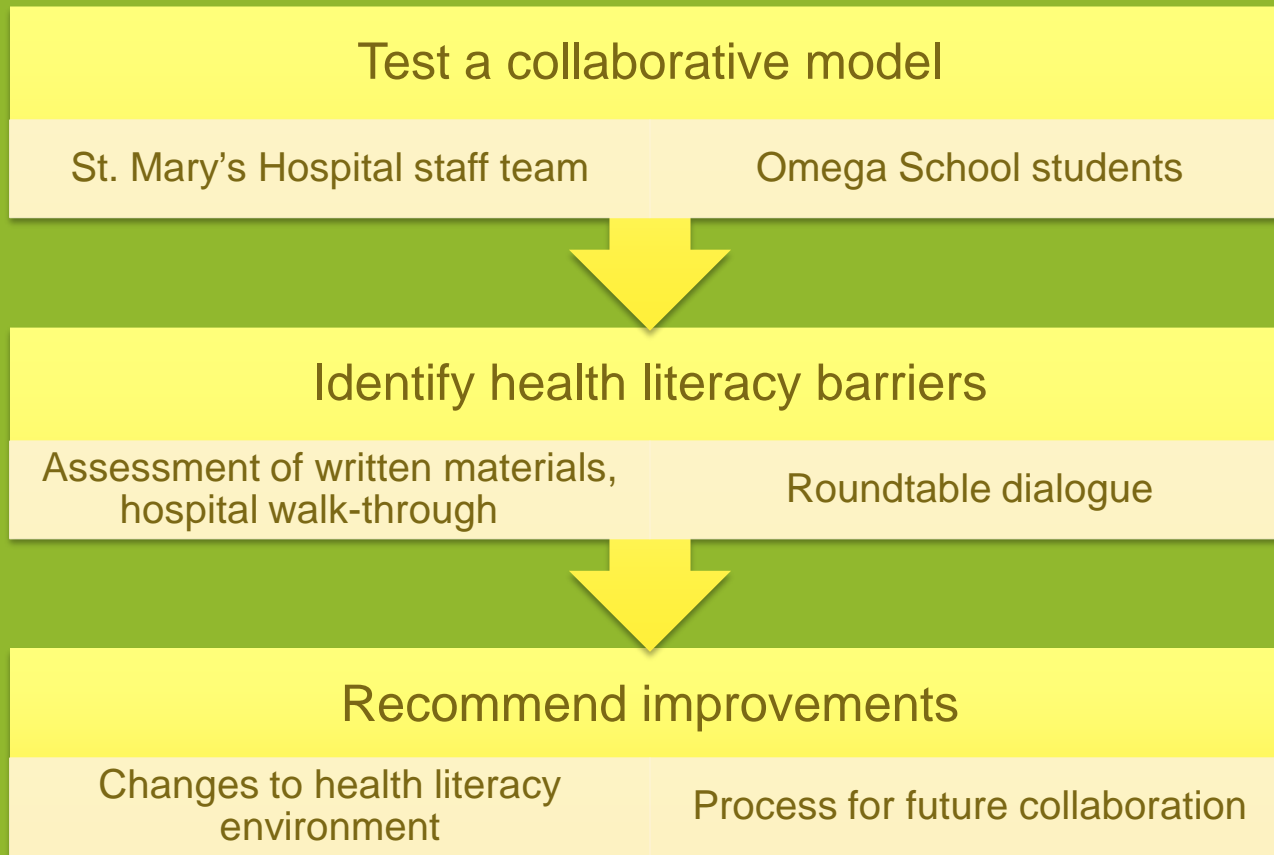 Test a collaborative model
St. Mary’s Hospital staff team
Omega School students
Identify health literacy barriers
Assessment of written materials,
hospital walk-through
Roundtable dialogue
Recommend improvements
Changes to health literacy
environment
Process for future collaboration